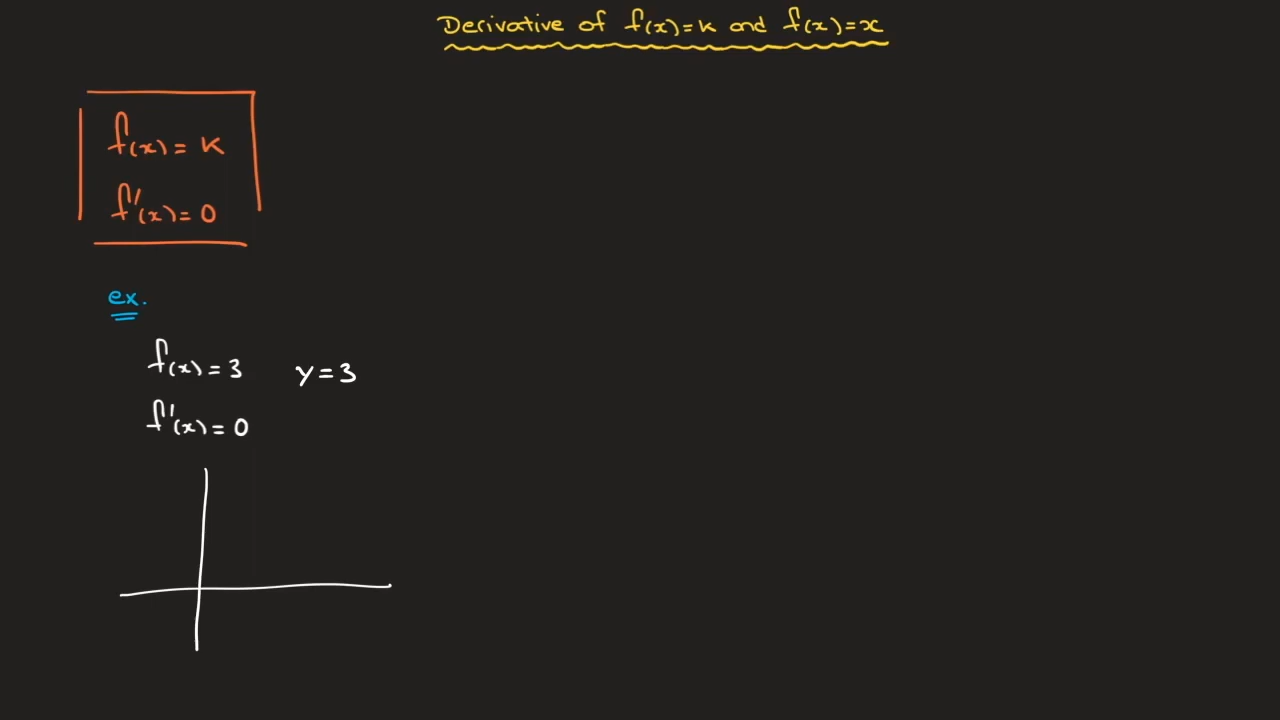 Derivative of f(x)=k and f(x)=x
f(x)= k
f'(x)= 0
ex.
f(x)=3 y=3
f'(x)=0